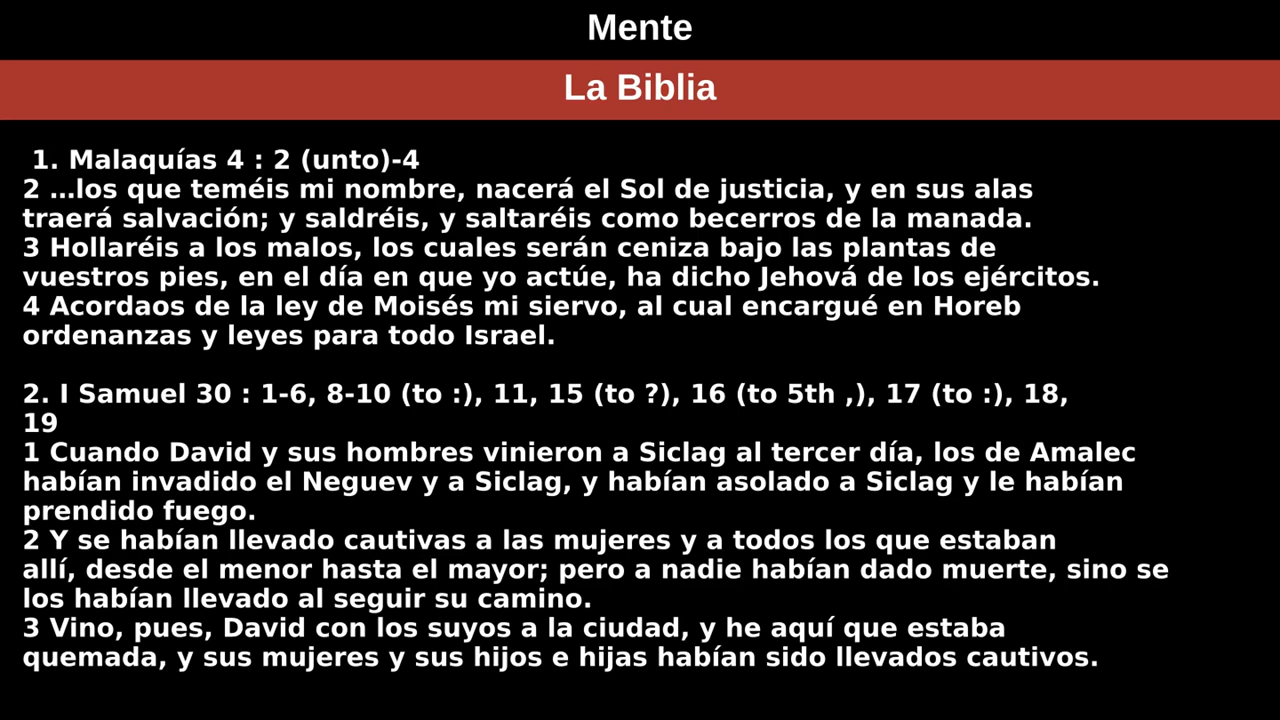 Mente
La Biblia
1. Malaquías 4 : 2 (unto)-4
2 …los que teméis mi nombre, nacerá el Sol de justicia, y en sus alas
traerá salvación; y saldréis, y saltaréis como becerros de la manada.
3 Hollaréis a los malos, los cuales serán ceniza bajo las plantas de
vuestros pies, en el día en que yo actúe, ha dicho Jehová de los ejércitos.
4 Acordaos de la ley de Moisés mi siervo, al cual encargué en Horeb
ordenanzas y leyes para todo Israel.
2. I Samuel 30 : 1-6, 8-10 (to :), 11, 15 (to ?), 16 (to 5th ,), 17 (to :), 18,
19
1 Cuando David y sus hombres vinieron a Siclag al tercer día, los de Amalec
habían invadido el Neguev y a Siclag, y habían asolado a Siclag y le habían
prendido fuego.
2 Y se habían llevado cautivas a las mujeres y a todos los que estaban
allí, desde el menor hasta el mayor; pero a nadie habían dado muerte, sino se
los habían llevado al seguir su camino.
3 Vino, pues, David con los suyos a la ciudad, y he aquí que estaba
quemada, y sus mujeres y sus hijos e hijas habían sido llevados cautivos.